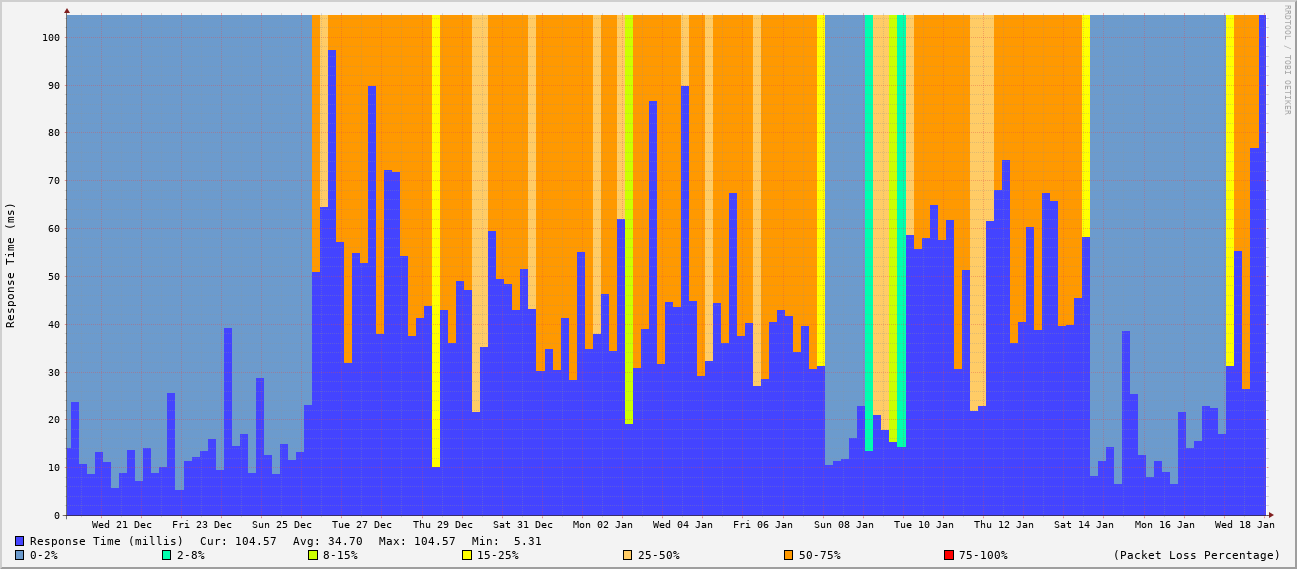 RRDTOOL / TOBI OETIKER
Response Time (ms)
100
90
80
70
60
50
40
30
20
10
0
Wed 21 Dec Fri 23 Dec Sun 25 Dec Tue 27 Dec Thu 29 Dec Sat 31 Dec Mon 02 Jan Wed 04 Jan Fri 06 Jan Sun 08 Jan Tue 10 Jan Thu 12 Jan Sat 14 Jan Mon 16 Jan Wed 18 Jan
Response Time (millis) Cur: 104.57 Avg: 34.70 Max: 104.57 Min: 5.31
0-2% 2-8% 8-15% 15-25% 25-50% 50-75% 75-100% (Packet Loss Percentage)